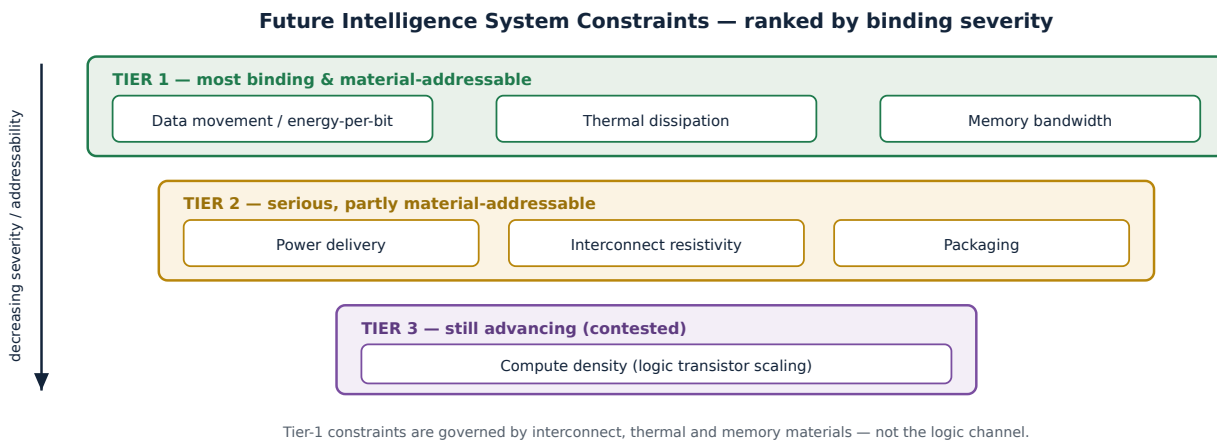 Future Intelligence System Constraints — ranked by binding severity
decreasing severity / addressability
TIER 1 — most binding & material-addressable
Data movement / energy-per-bit
Thermal dissipation
Memory bandwidth
TIER 2 — serious, partly material-addressable
Power delivery
Interconnect resistivity
Packaging
TIER 3 — still advancing (contested)
Compute density (logic transistor scaling)
Tier-1 constraints are governed by interconnect, thermal and memory materials — not the logic channel.